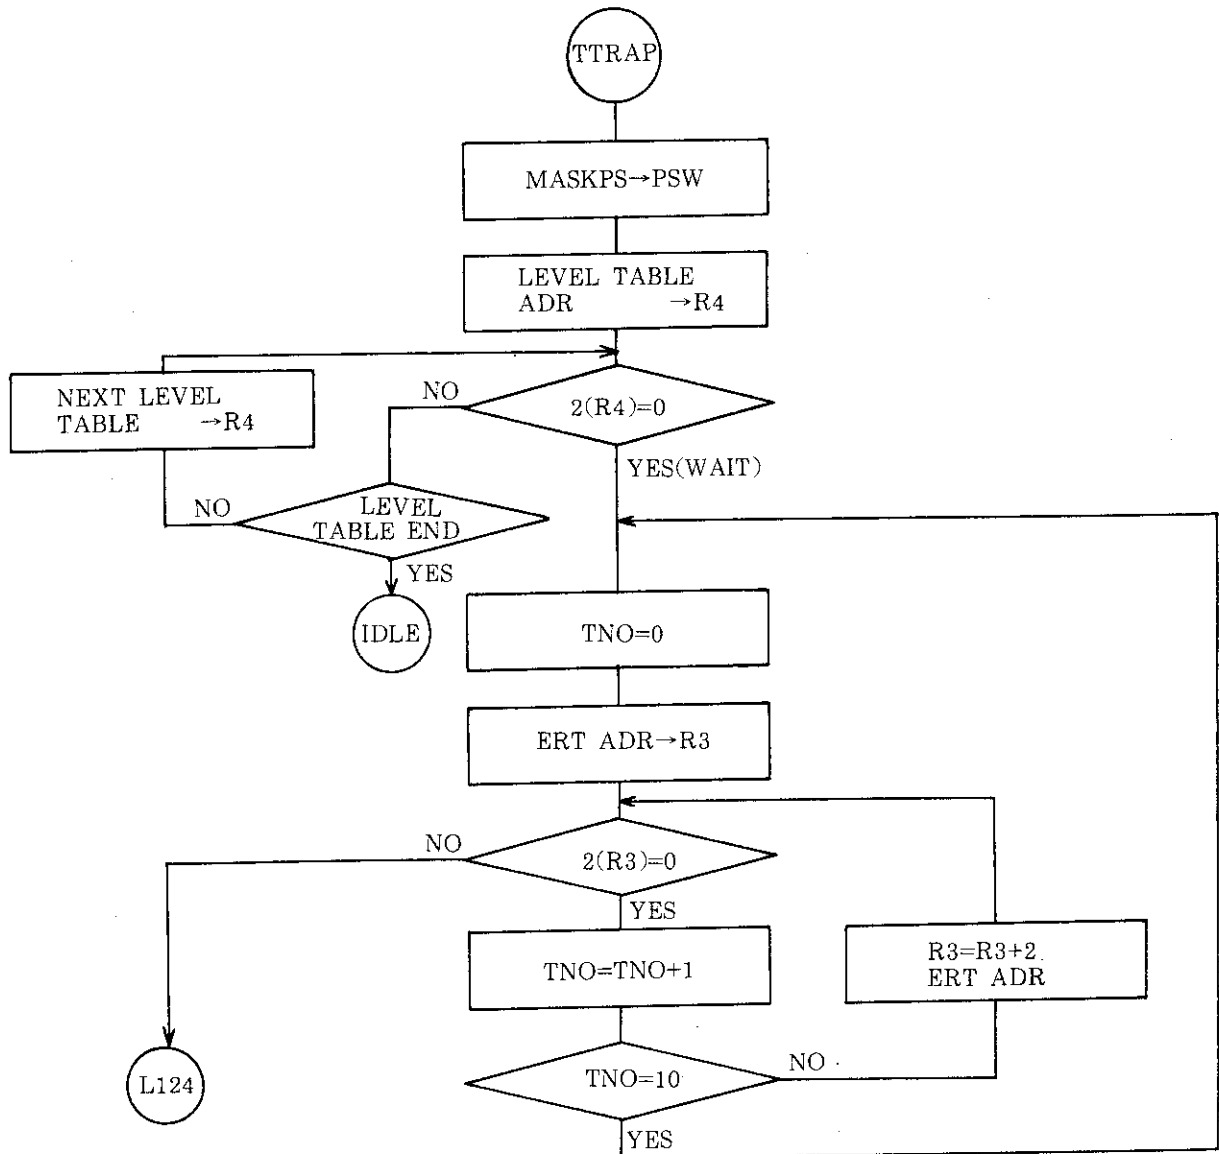 TTRAP
MASKPS→PSW
LEVEL TABLE
ADR →R4
NEXT LEVEL
TABLE →R4
NO
2(R4)=0
YES(WAIT)
NO
LEVEL
TABLE END
YES
IDLE
TNO=0
ERT ADR→R3
NO
2(R3)=0
YES
TNO=TNO+1
R3=R3+2
ERT ADR
L124
TNO=10
NO
YES